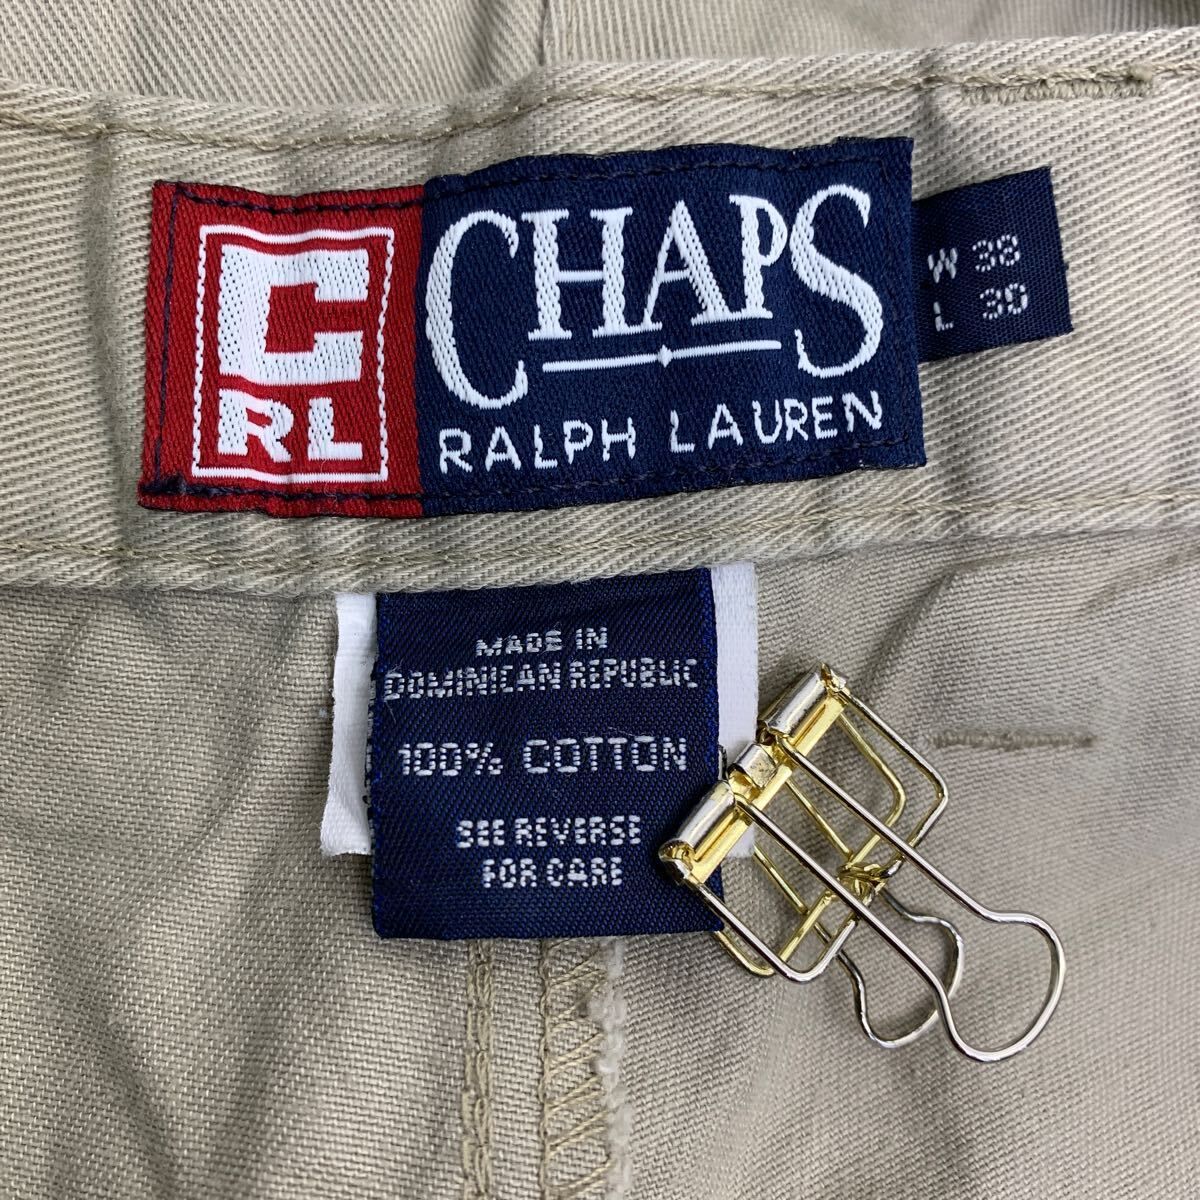 C
RL
CHAPS
RALPH LAUREN
W 38
L 30
MADE IN
DOMINICAN REPUBLIC
100% COTTON
SEE REVERSE
FOR CARE